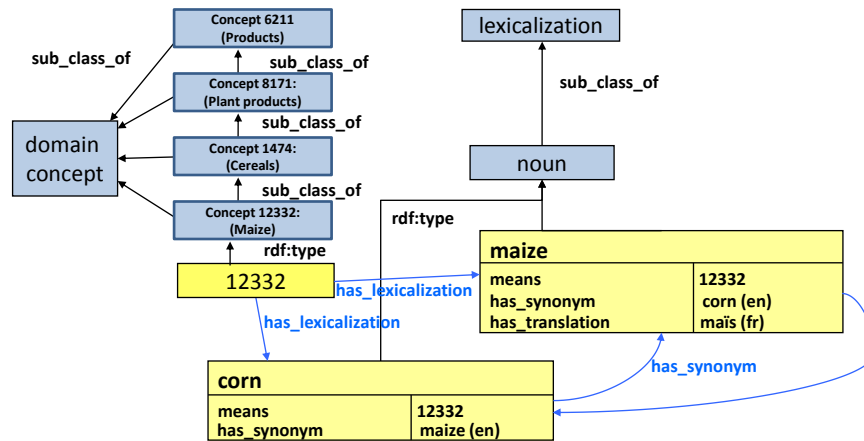 Concept 6211
(Products)
lexicalization
sub_class_of
sub_class_of
Concept 8171:
(Plant products)
sub_class_of
sub_class_of
domain
concept
Concept 1474:
(Cereals)
noun
sub_class_of
Concept 12332:
(Maize)
rdf:type
rdf:type
maize
12332
means 12332
has_lexicalization
has_synonym corn (en)
has_translation maïs (fr)
has_lexicalization
has_synonym
corn
means 12332
has_synonym maize (en)